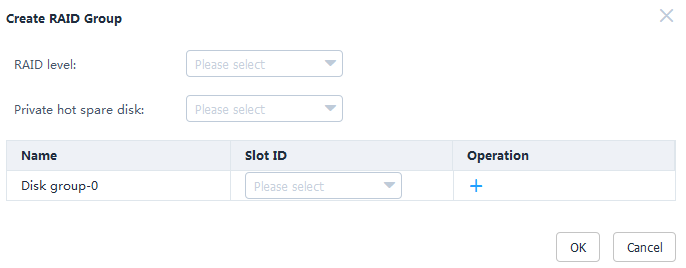 Create RAID Group
RAID level: Please select
Private hot spare disk: Please select
Name Slot ID Operation
Disk group-0 Please select +
OK Cancel